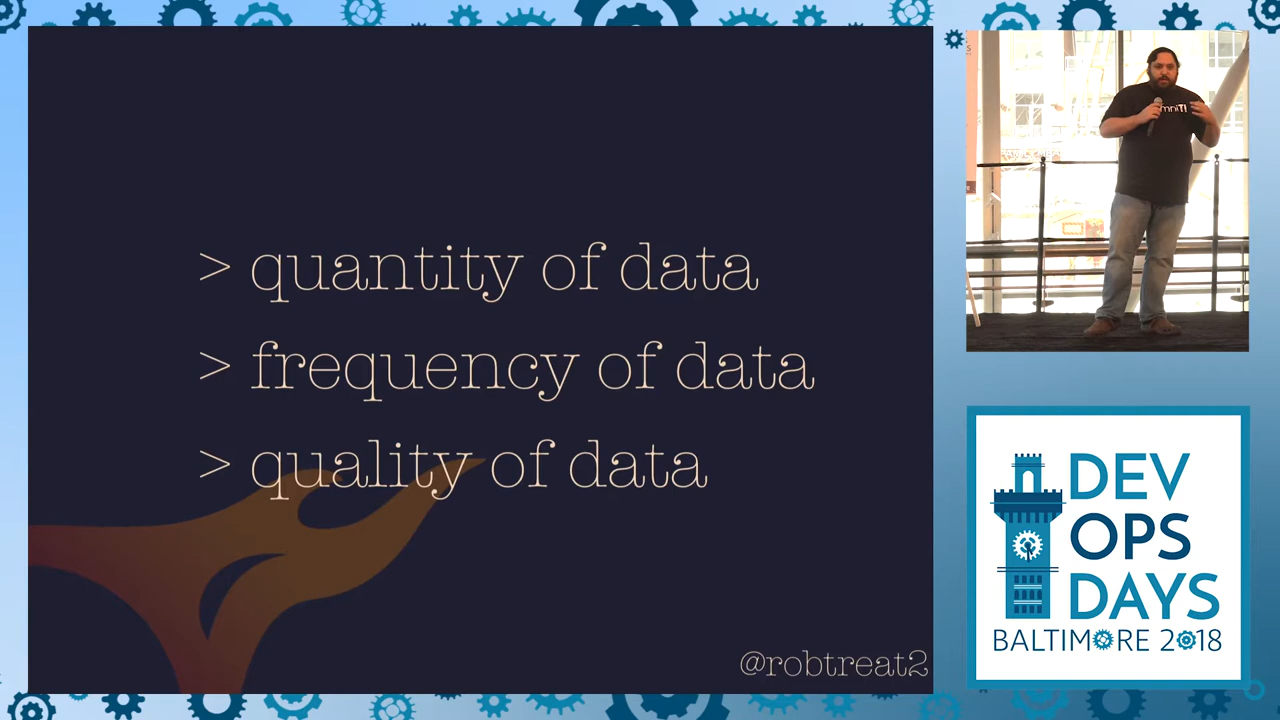 > quantity of data
> frequency of data
> quality of data
@robtreat2
DEV
OPS
DAYS
BALTIMORE 2018